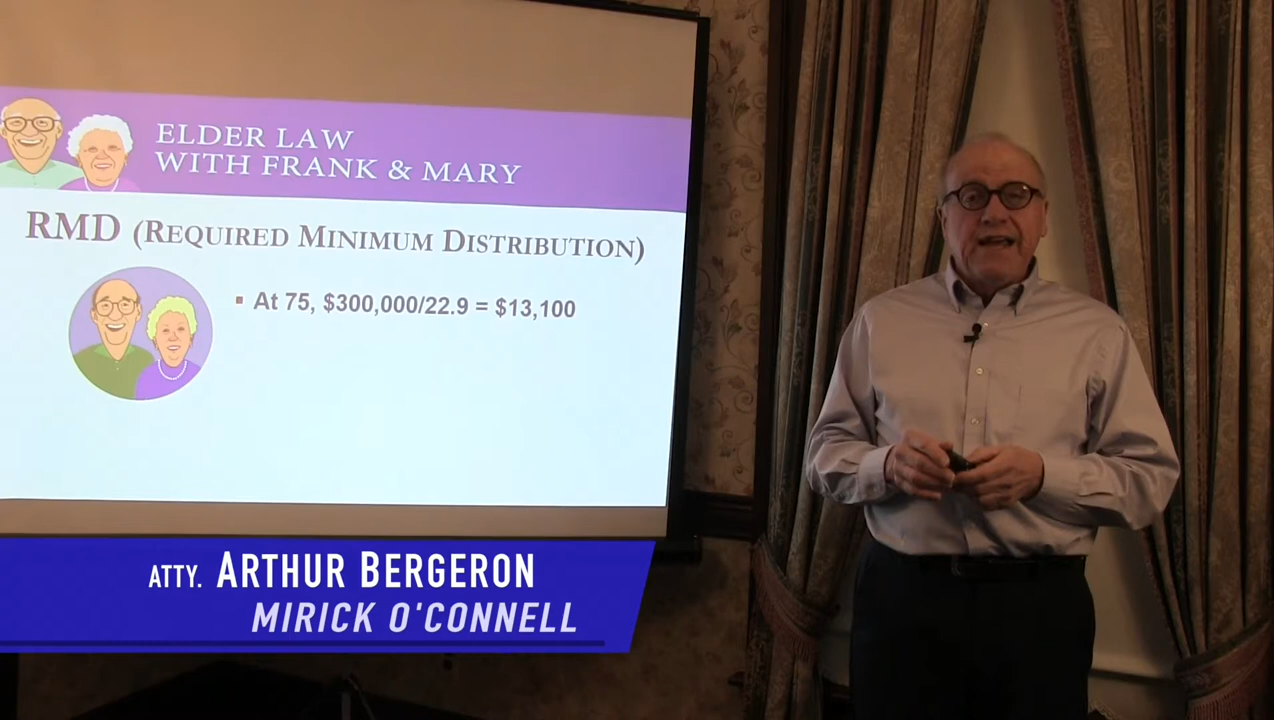 ELDER LAW
WITH FRANK & MARY
RMD (REQUIRED MINIMUM DISTRIBUTION)
▪ At 75, $300,000/22.9 = $13,100
ATTY. ARTHUR BERGERON
MIRICK O'CONNELL